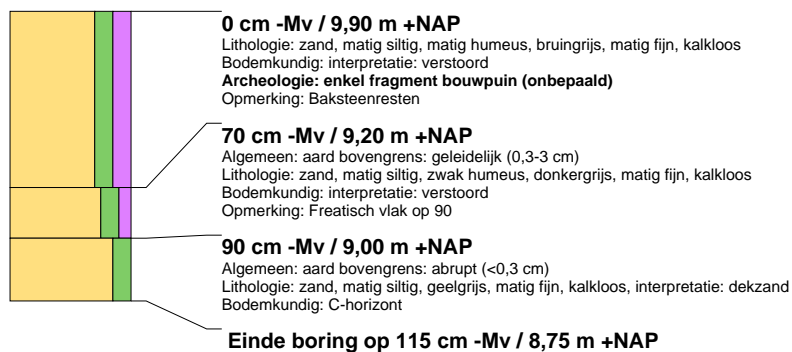 0 cm -Mv / 9,90 m +NAP
Lithologie: zand, matig siltig, matig humeus, bruingrijs, matig fijn, kalkloos
Bodemkundig: interpretatie: verstoord
Archeologie: enkel fragment bouwpuin (onbepaald)
Opmerking: Baksteenresten
70 cm -Mv / 9,20 m +NAP
Algemeen: aard bovengrens: geleidelijk (0,3-3 cm)
Lithologie: zand, matig siltig, zwak humeus, donkergrijs, matig fijn, kalkloos
Bodemkundig: interpretatie: verstoord
Opmerking: Freatisch vlak op 90
90 cm -Mv / 9,00 m +NAP
Algemeen: aard bovengrens: abrupt (<0,3 cm)
Lithologie: zand, matig siltig, geelgrijs, matig fijn, kalkloos, interpretatie: dekzand
Bodemkundig: C-horizont
Einde boring op 115 cm -Mv / 8,75 m +NAP